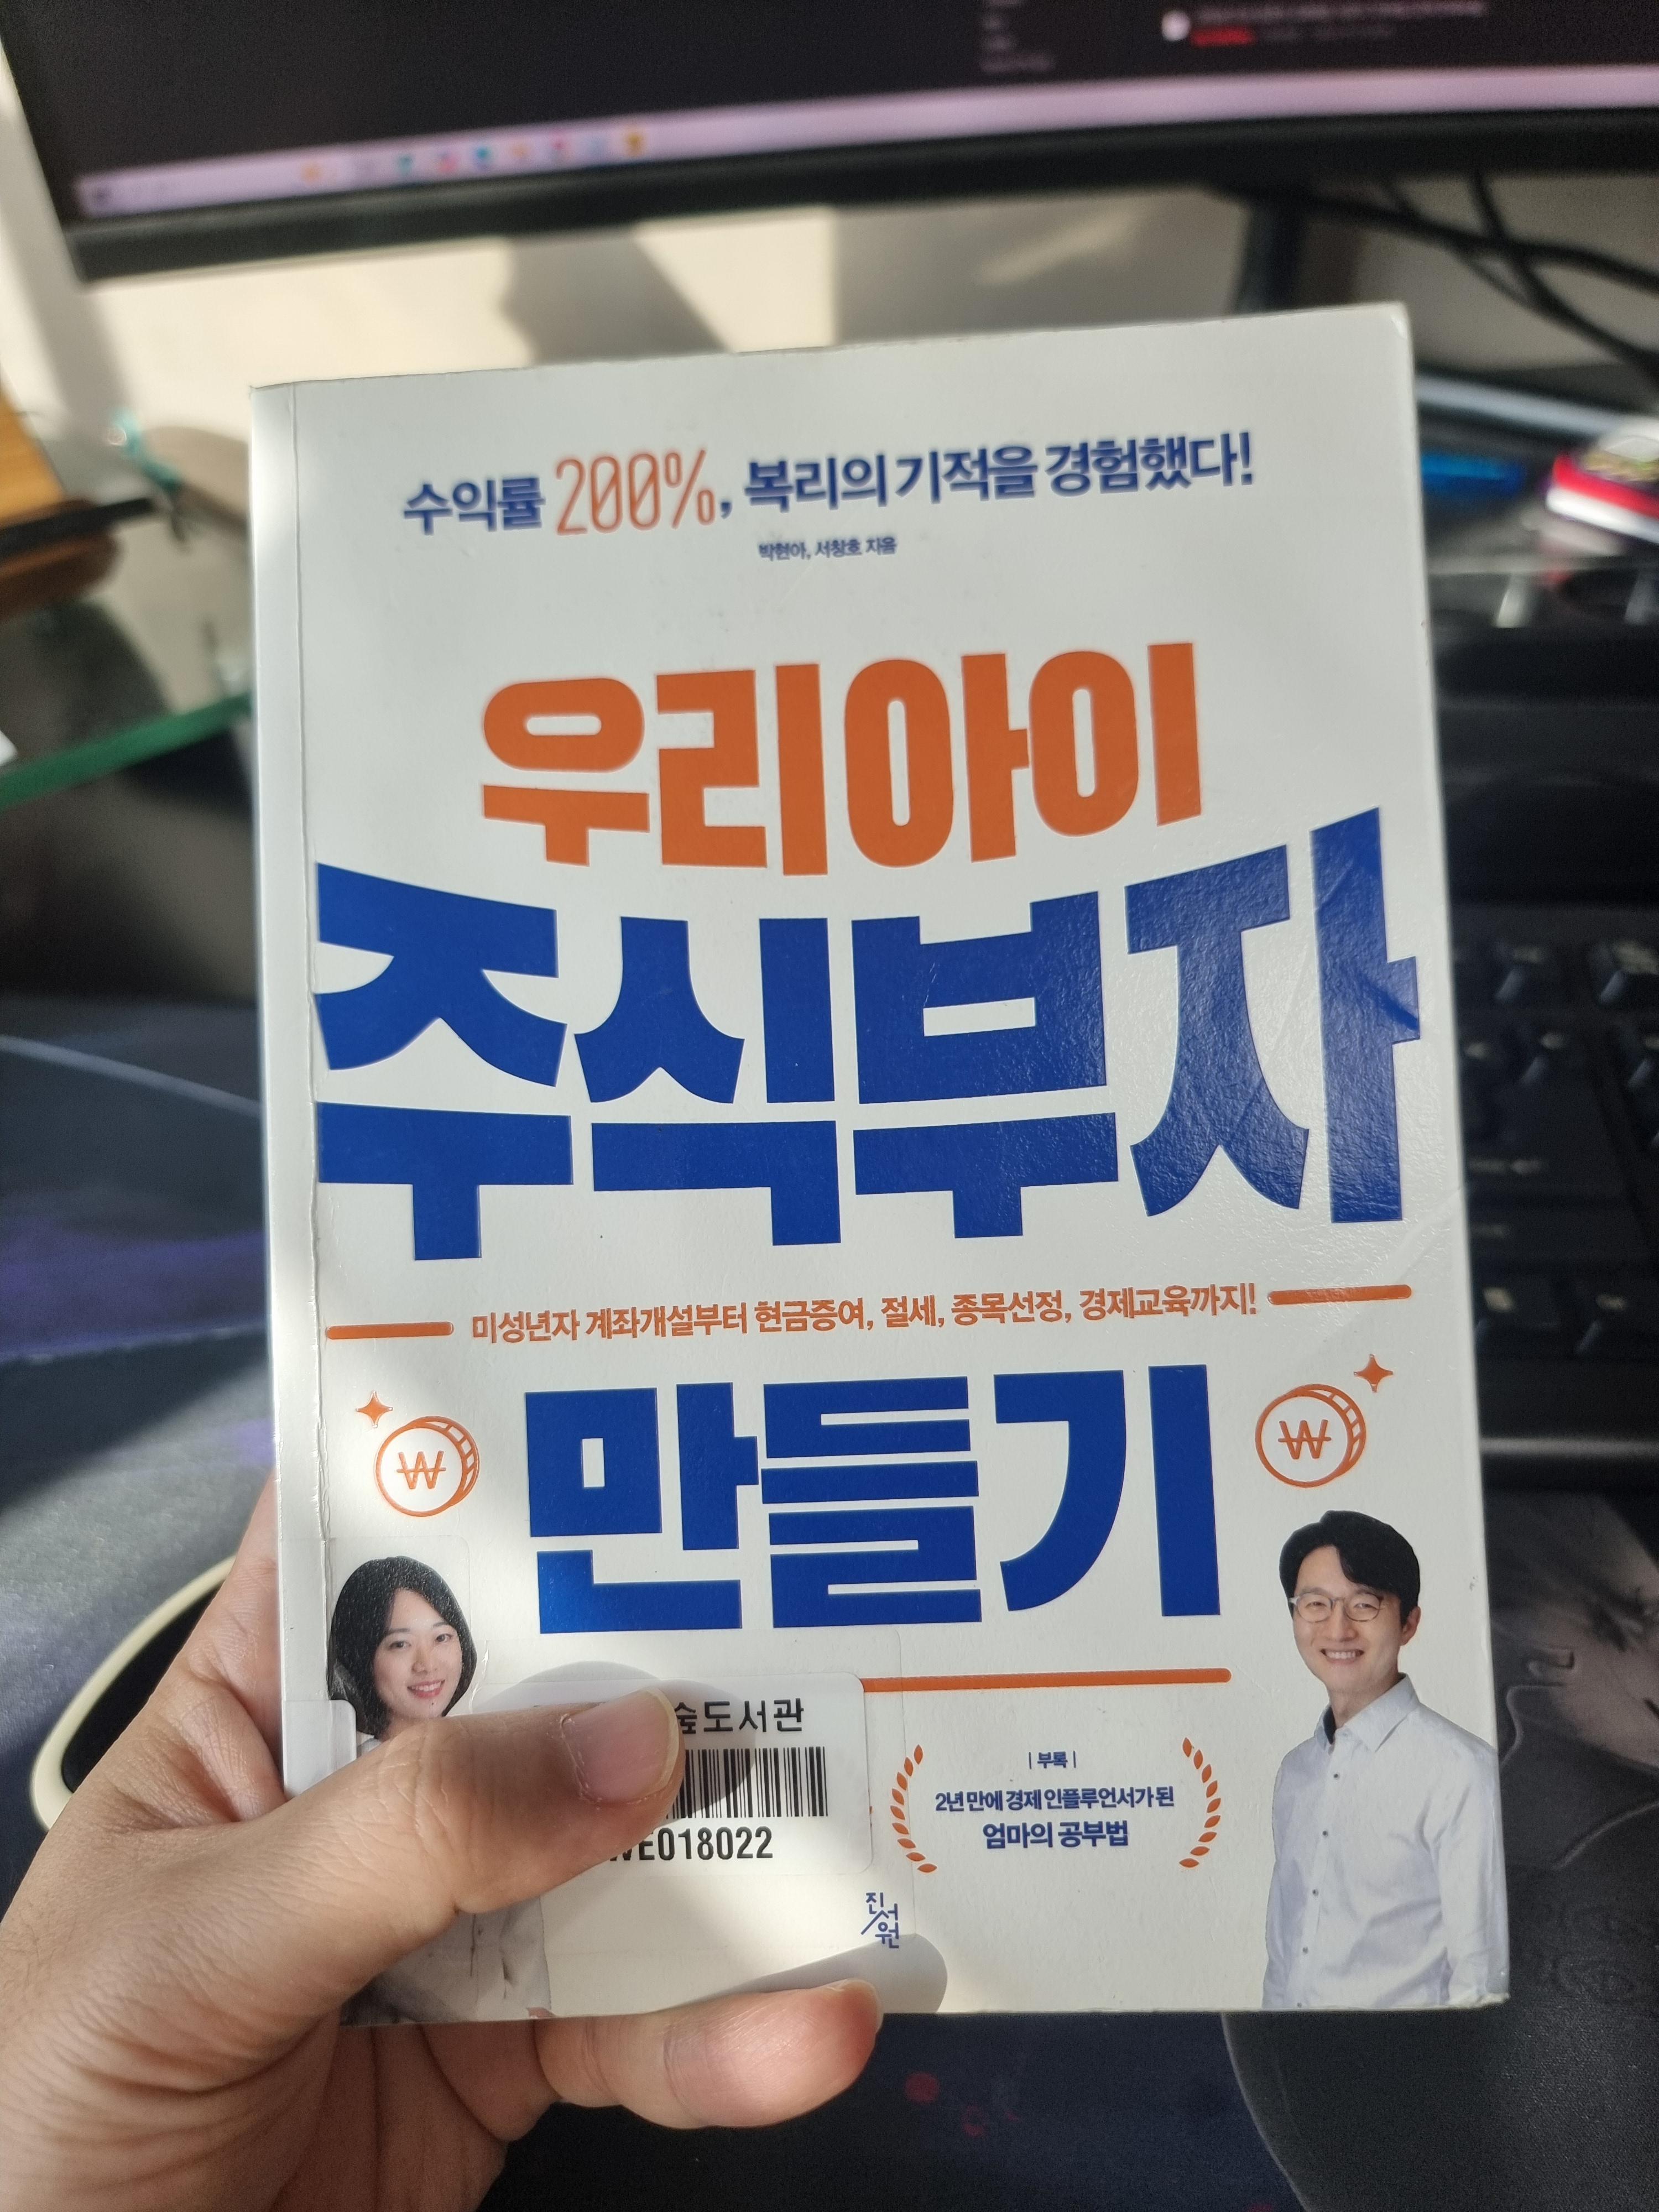 수익률 200%, 복리의 기적을 경험했다!
박현아, 서창호 지음
우리아이
주식부자
미성년자 계좌개설부터 현금증여, 절세, 종목선정, 경제교육까지!
만들기
W
W
숲도서관
WE018022
| 부록 |
2년 만에 경제 인플루언서가 된
엄마의 공부법
진서원